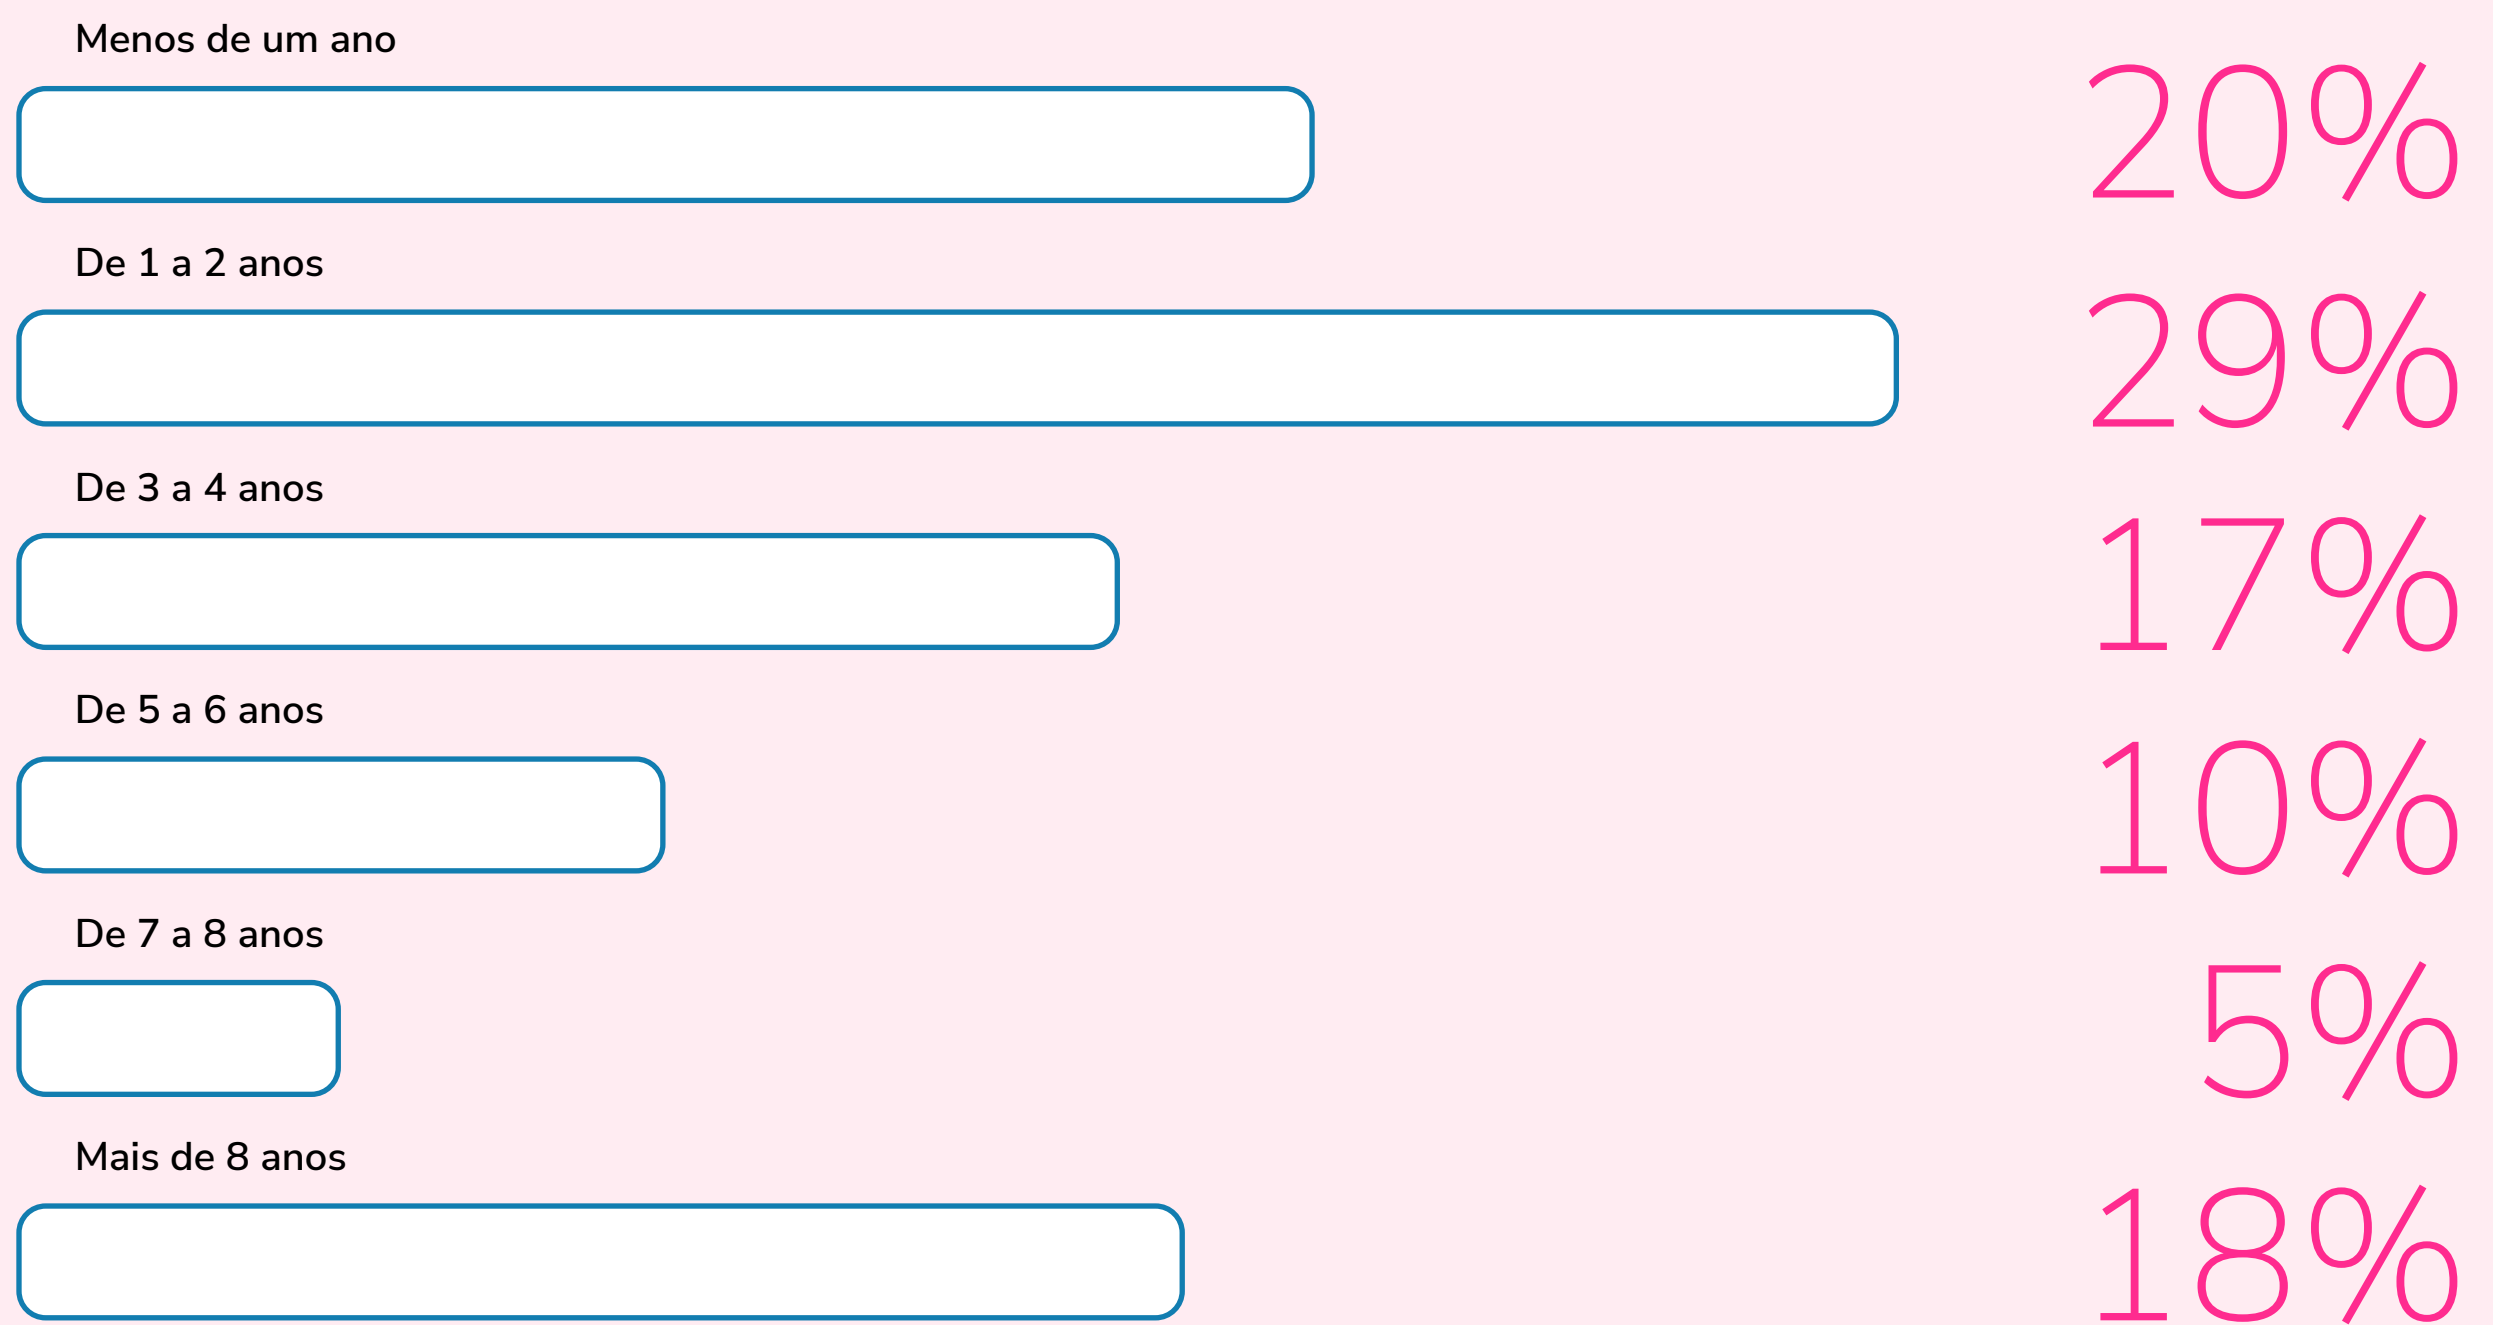 Menos de um ano
20%
De 1 a 2 anos
29%
De 3 a 4 anos
17%
De 5 a 6 anos
10%
De 7 a 8 anos
5%
Mais de 8 anos
18%